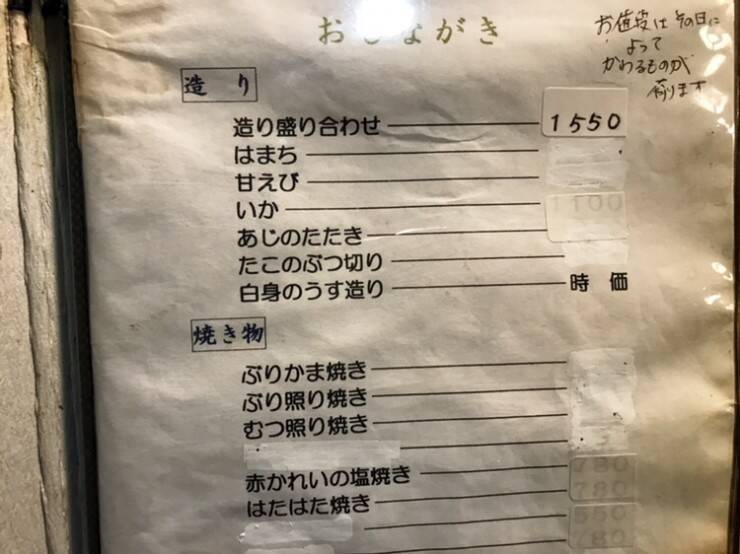 おしながき
お値段はその日に
よって
かわるものが
有ります
造り
造り盛り合わせ 1550
はまち
甘えび
いか 1100
あじのたたき
たこのぶつ切り
白身のうす造り 時価
焼き物
ぶりかま焼き
ぶり照り焼き
むつ照り焼き
赤かれいの塩焼き 780
はたはた焼き 780
780